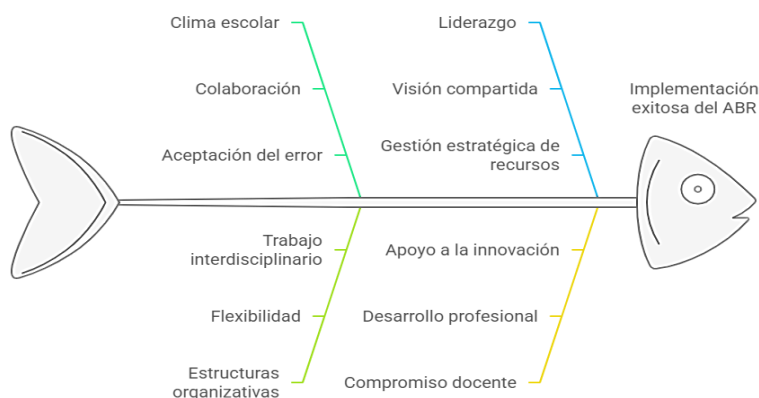 Clima escolar
Colaboración
Aceptación del error
Liderazgo
Visión compartida
Gestión estratégica de
recursos
Implementación
exitosa del ABR
Trabajo
interdisciplinario
Flexibilidad
Estructuras
organizativas
Apoyo a la innovación
Desarrollo profesional
Compromiso docente